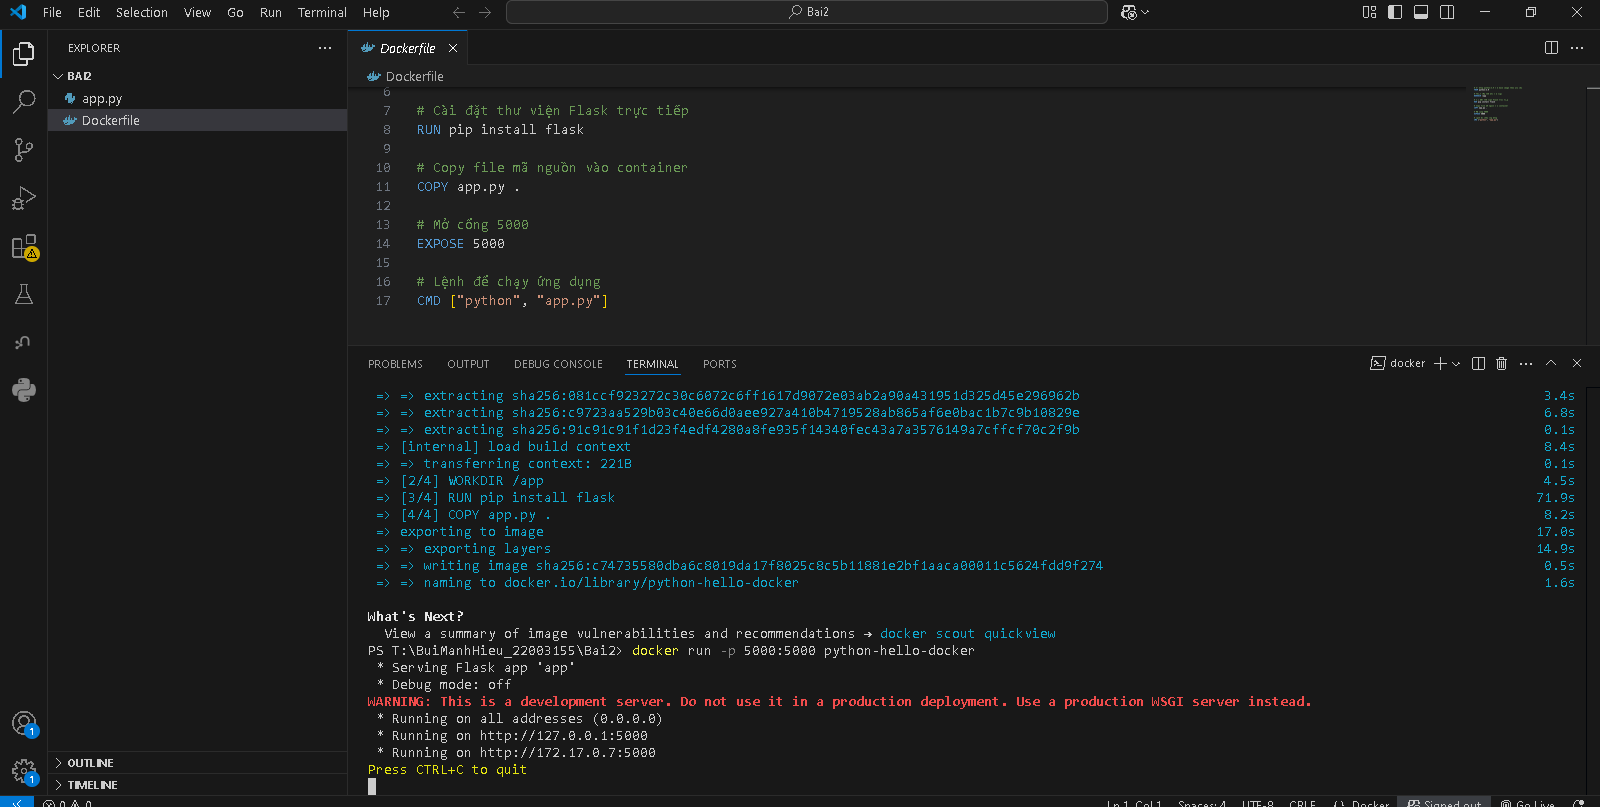 File Edit Selection View Go Run Terminal Help
Bai2
EXPLORER
BAI2
app.py
Dockerfile
OUTLINE
TIMELINE
Dockerfile
Dockerfile
6
7 # Cài đặt thư viện Flask trực tiếp
8 RUN pip install flask
9
10 # Copy file mã nguồn vào container
11 COPY app.py .
12
13 # Mở cổng 5000
14 EXPOSE 5000
15
16 # Lệnh để chạy ứng dụng
17 CMD ["python", "app.py"]
PROBLEMS OUTPUT DEBUG CONSOLE TERMINAL PORTS
docker
=> => extracting sha256:081ccf923272c30c6072c6ff1617d9072e03ab2a90a431951d325d45e296962b 3.4s
=> => extracting sha256:c9723aa529b03c40e66d0aee927a410b4719528ab865af6e0bac1b7c9b10829e 6.8s
=> => extracting sha256:91c91c91f1d23f4edf4280a8fe935f14340fec43a7a3576149a7cffcf70c2f9b 0.1s
=> [internal] load build context 8.4s
=> => transferring context: 221B 0.1s
=> [2/4] WORKDIR /app 4.5s
=> [3/4] RUN pip install flask 71.9s
=> [4/4] COPY app.py . 8.2s
=> exporting to image 17.0s
=> => exporting layers 14.9s
=> => writing image sha256:c74735580dba6c8019da17f8025c8c5b11881e2bf1aaca00011c5624fdd9f274 0.5s
=> => naming to docker.io/library/python-hello-docker 1.6s
What's Next?
View a summary of image vulnerabilities and recommendations → docker scout quickview
PS T:\BuiManhHieu_22003155\Bai2> docker run -p 5000:5000 python-hello-docker
* Serving Flask app 'app'
* Debug mode: off
WARNING: This is a development server. Do not use it in a production deployment. Use a production WSGI server instead.
* Running on all addresses (0.0.0.0)
* Running on http://127.0.0.1:5000
* Running on http://172.17.0.7:5000
Press CTRL+C to quit
1
1
0 0 Ln 1, Col 1 Spaces: 4 UTF-8 CRLF {} Docker Signed out Go Live